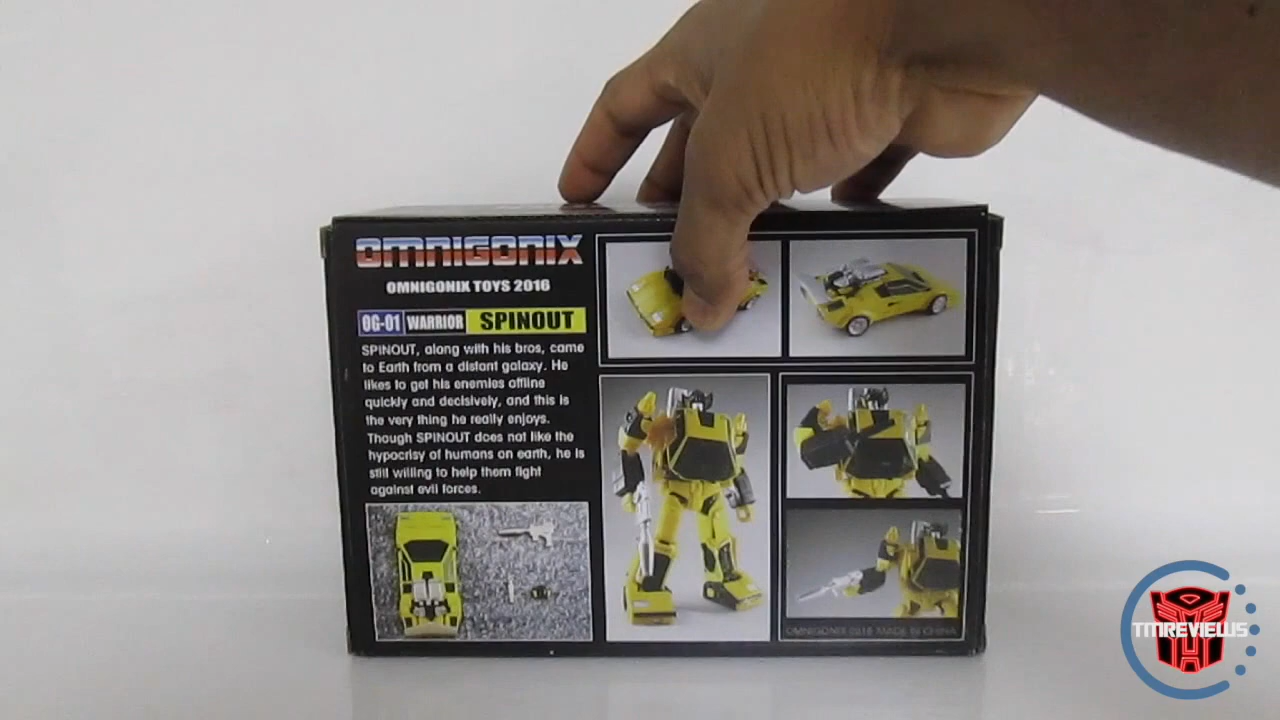 OMNIGONIX
OMNIGONIX TOYS 2016
OG-01 WARRIOR SPINOUT
SPINOUT, along with his bros, came
to Earth from a distant galaxy. He
likes to get his enemies offline
quickly and decisively, and this is
the very thing he really enjoys.
Though SPINOUT does not like the
hypocrisy of humans on earth, he is
still willing to help them fight
against evil forces.
OMNIGONIX 2016 MADE IN CHINA
TMREVIEWS